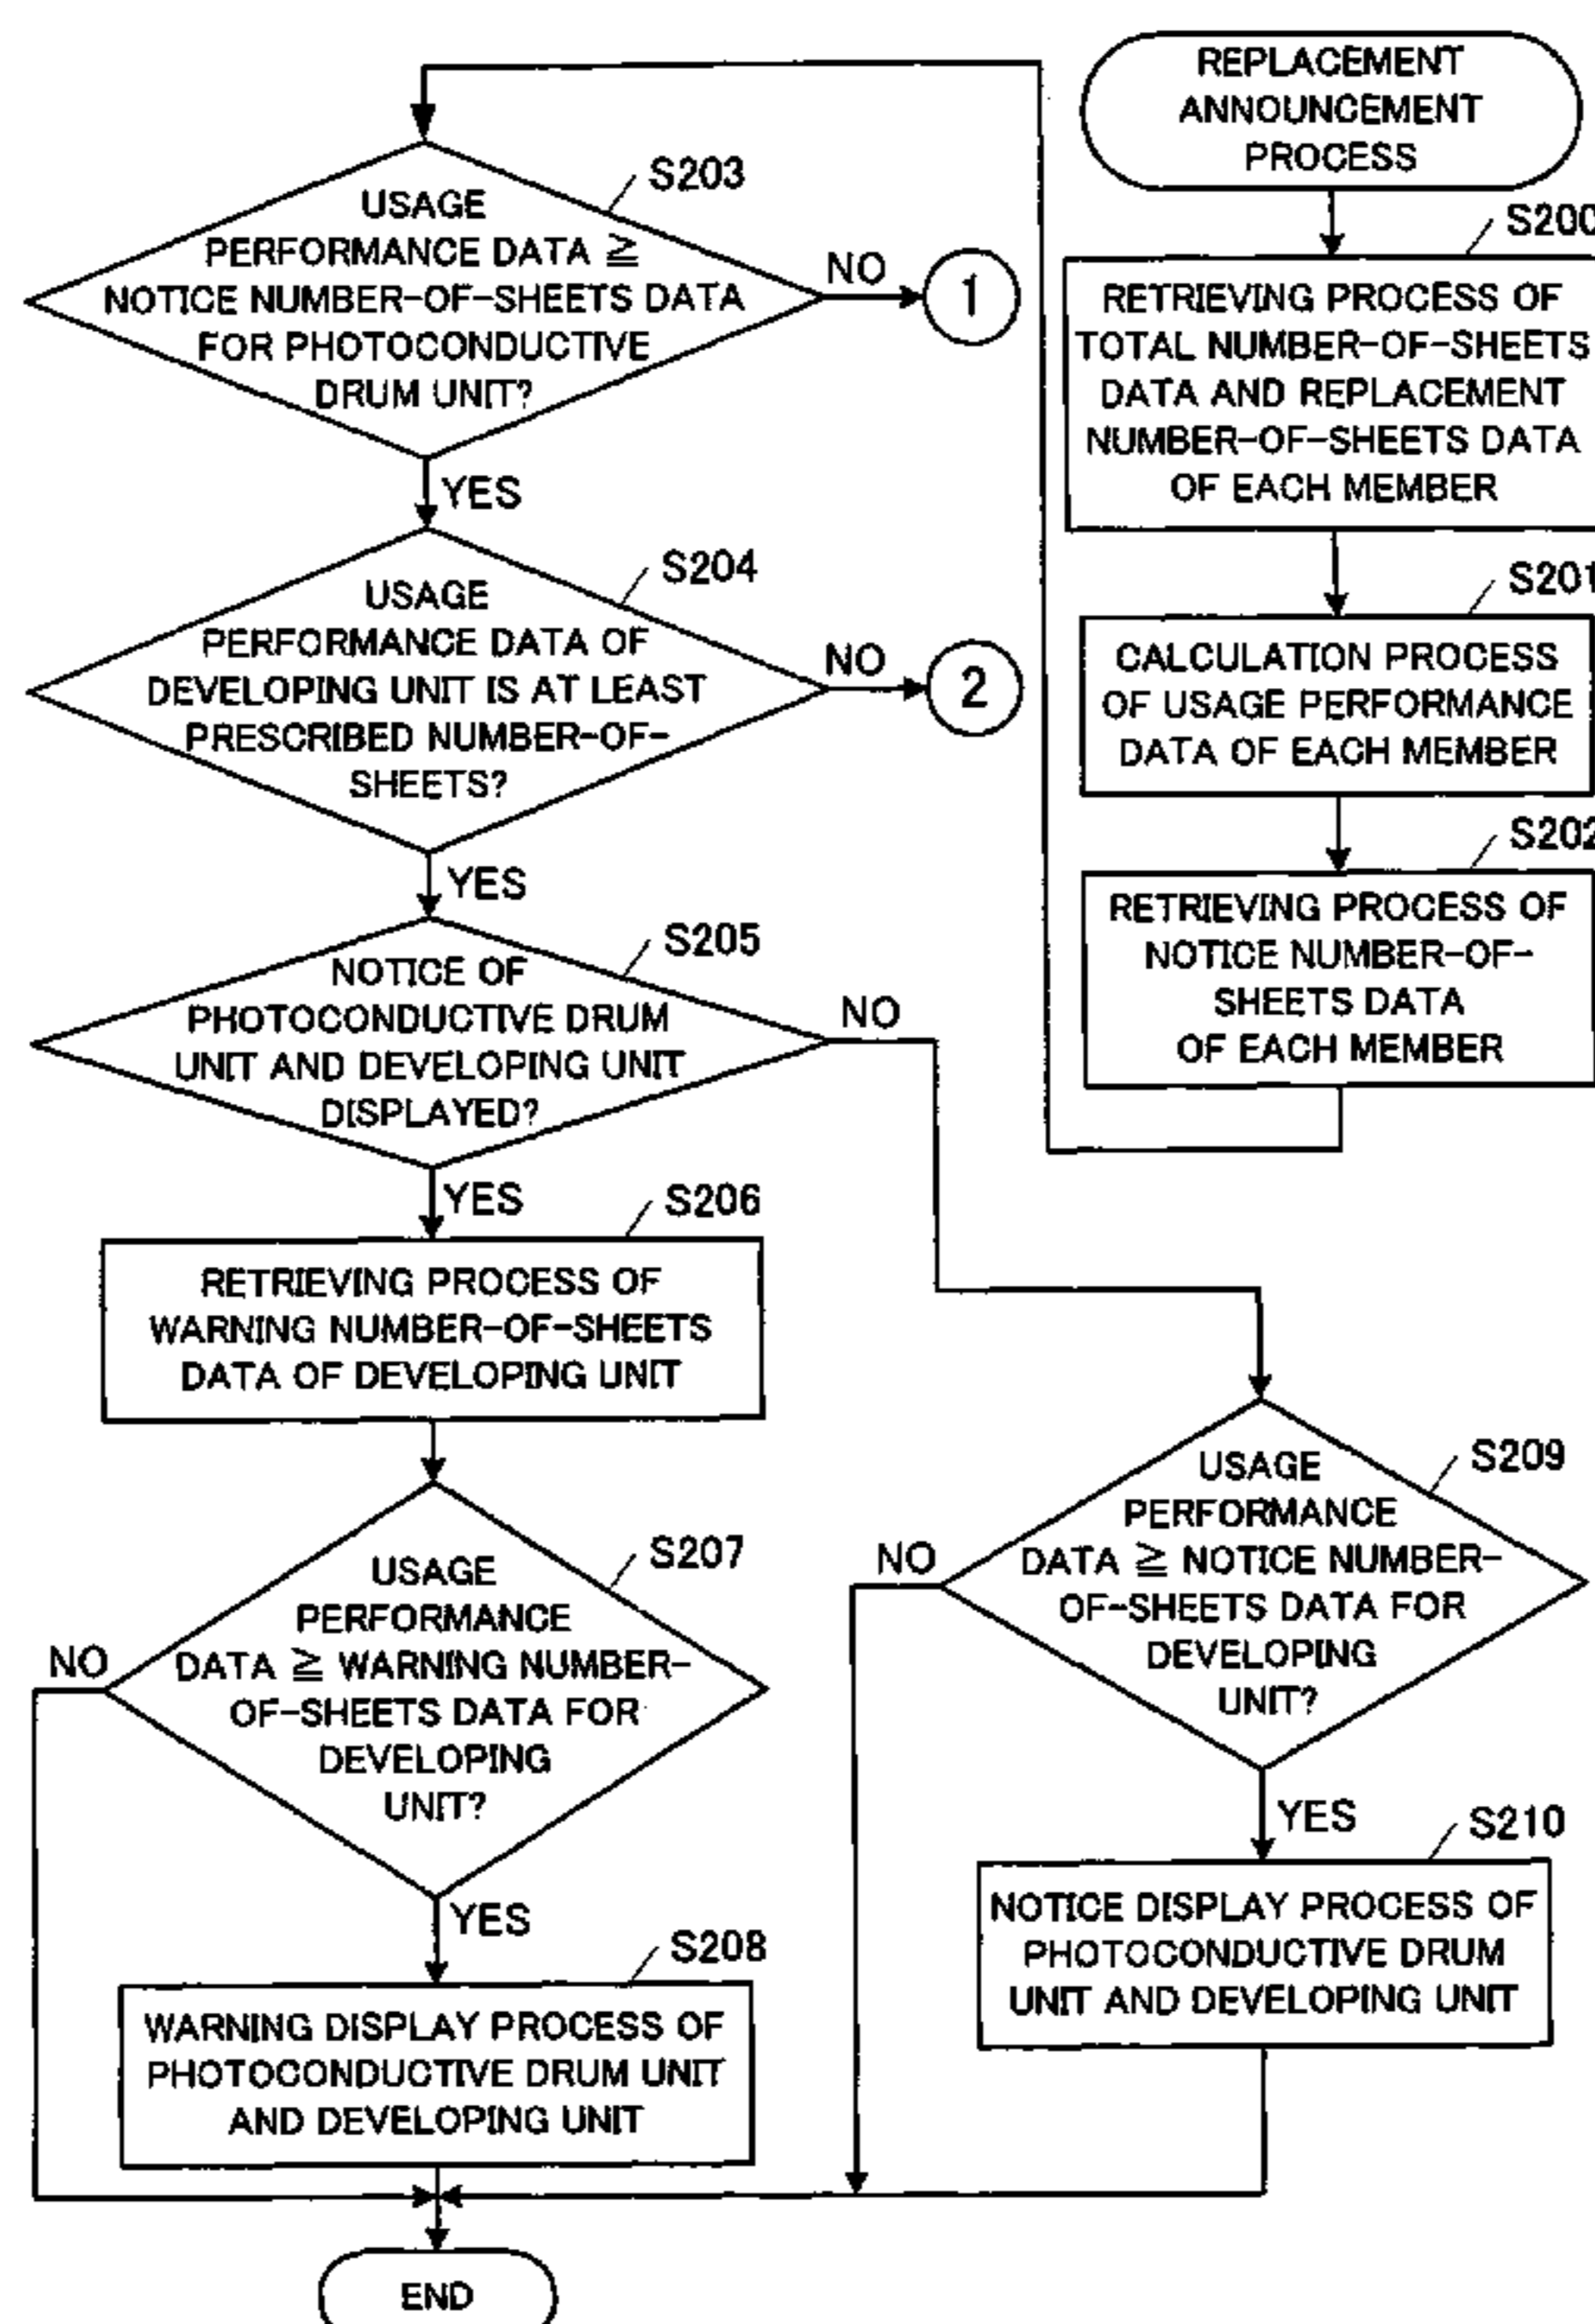 REPLACEMENT
ANNOUNCEMENT
PROCESS
S200
RETRIEVING PROCESS OF
TOTAL NUMBER-OF-SHEETS
DATA AND REPLACEMENT
NUMBER-OF-SHEETS DATA
OF EACH MEMBER
S201
CALCULATION PROCESS
OF USAGE PERFORMANCE
DATA OF EACH MEMBER
S202
RETRIEVING PROCESS OF
NOTICE NUMBER-OF-
SHEETS DATA
OF EACH MEMBER
S203
USAGE
PERFORMANCE DATA ≧
NOTICE NUMBER-OF-SHEETS DATA
FOR PHOTOCONDUCTIVE
DRUM UNIT?
NO
1
YES
S204
USAGE
PERFORMANCE DATA OF
DEVELOPING UNIT IS AT LEAST
PRESCRIBED NUMBER-OF-
SHEETS?
NO
2
YES
S205
NOTICE OF
PHOTOCONDUCTIVE DRUM
UNIT AND DEVELOPING UNIT
DISPLAYED?
NO
YES
S206
RETRIEVING PROCESS OF
WARNING NUMBER-OF-SHEETS
DATA OF DEVELOPING UNIT
S207
USAGE
PERFORMANCE
DATA ≧ WARNING NUMBER-
OF-SHEETS DATA FOR
DEVELOPING
UNIT?
NO
YES
S208
WARNING DISPLAY PROCESS OF
PHOTOCONDUCTIVE DRUM UNIT
AND DEVELOPING UNIT
S209
USAGE
PERFORMANCE
DATA ≧ NOTICE NUMBER-
OF-SHEETS DATA FOR
DEVELOPING
UNIT?
NO
YES
S210
NOTICE DISPLAY PROCESS OF
PHOTOCONDUCTIVE DRUM
UNIT AND DEVELOPING UNIT
END